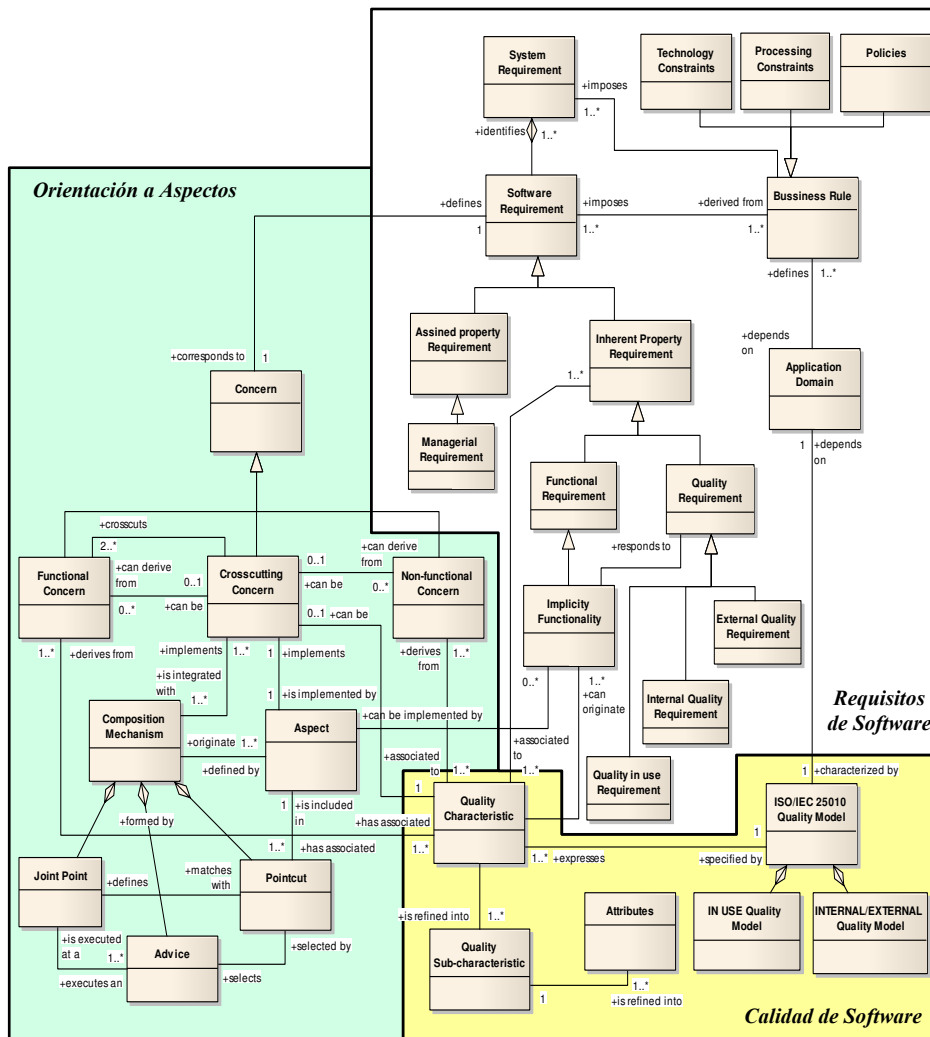 System
Requirement
Technology
Constraints
Processing
Constraints
Policies
+imposes
1..*
+identifies
1..*
Orientación a Aspectos
Software
Requirement
+defines
1
+imposes
1..*
+derived from
1..*
Bussiness Rule
+defines
1..*
Assined property
Requirement
Inherent Property
Requirement
+depends
on
+corresponds to
1
1..*
Application
Domain
Concern
Managerial
Requirement
1
+depends
on
Functional
Requirement
Quality
Requirement
+crosscuts
2..*
+can derive
from
0..1
+can derive
from
+responds to
Functional
Concern
Crosscutting
Concern
Non-functional
Concern
0..1
+can be
0..*
0..*
+can be
0..1
+can be
Implicity
Functionality
External Quality
Requirement
1..*
+derives from
+implements
1..*
1
+implements
+derives
from
1..*
+is integrated
with
1..*
1
+is implemented by
0..*
1..*
+can
originate
Internal Quality
Requirement
Requisitos
de Software
Composition
Mechanism
Aspect
+can be implemented by
+originate
1..*
+defined by
+associated
to
1..*
+associated
to
1..*
Quality in use
Requirement
1
+characterized by
+formed by
1
+is included
in
1
Quality
Characteristic
ISO/IEC 25010
Quality Model
+has associated
1
1..*
+has associated
1..*
1..*
+expresses
+specified by
Joint Point
+defines
+matches
with
Pointcut
+is refined into
1..*
Attributes
IN USE Quality
Model
INTERNAL/EXTERNAL
Quality Model
+is executed
at a
1..*
Advice
+selected by
Quality
Sub-characteristic
+executes an
+selects
1
1..*
+is refined into
Calidad de Software